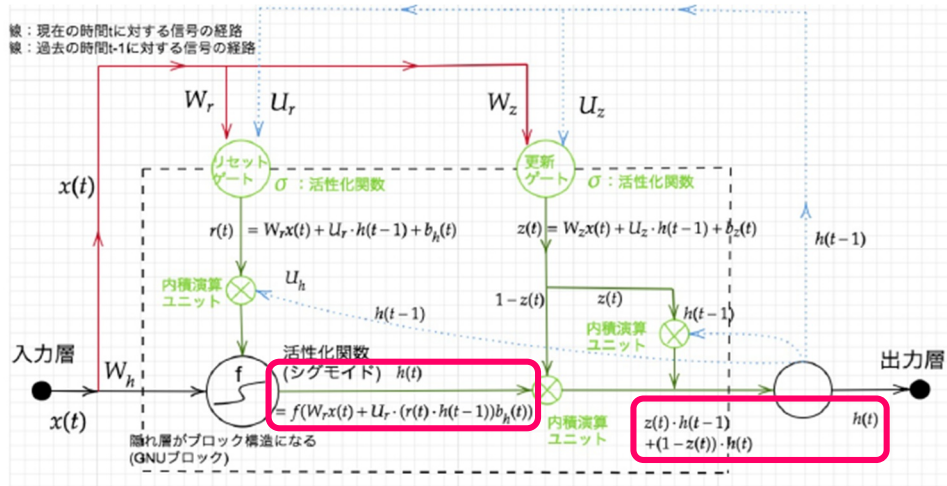 線：現在の時間tに対する信号の経路
線：過去の時間t-1に対する信号の経路
W_r
U_r
W_z
U_z
リセット
ゲート
σ：活性化関数
更新
ゲート
σ：活性化関数
x(t)
r(t) = W_r x(t) + U_r · h(t-1) + b_h(t)
z(t) = W_z x(t) + U_z · h(t-1) + b_z(t)
h(t-1)
内積演算
ユニット
U_h
1-z(t)
z(t)
h(t-1)
h(t-1)
内積演算
ユニット
入力層
W_h
x(t)
f
活性化関数
(シグモイド) h(t)
= f(W_r x(t) + U_r · (r(t) · h(t-1))b_h(t))
内積演算
ユニット
出力層
h(t)
z(t) · h(t-1)
+(1-z(t)) · h(t)
隠れ層がブロック構造になる
(GNUブロック)